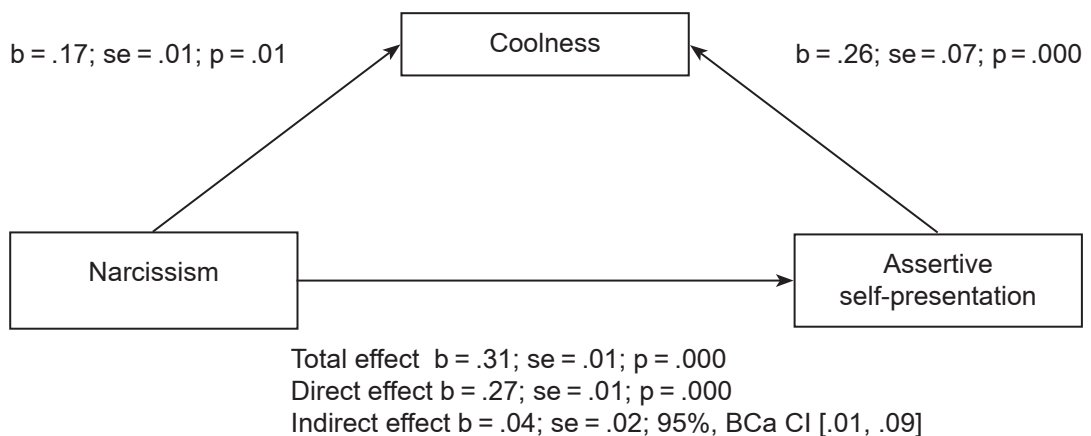 b = .17; se = .01; p = .01
Coolness
b = .26; se = .07; p = .000
Narcissism
Assertive
self-presentation
Total effect b = .31; se = .01; p = .000
Direct effect b = .27; se = .01; p = .000
Indirect effect b = .04; se = .02; 95%, BCa CI [.01, .09]